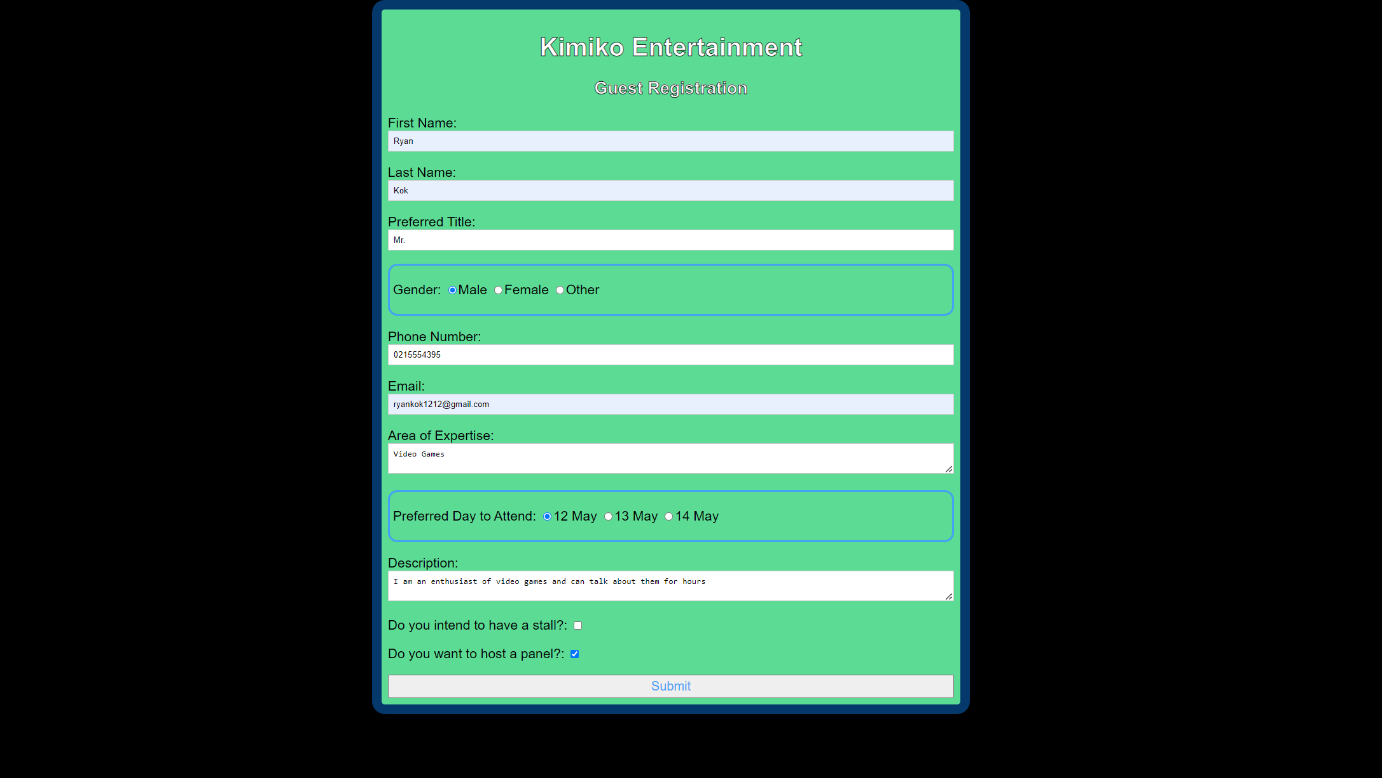 Kimiko Entertainment
Guest Registration
First Name:
Ryan
Last Name:
Kok
Preferred Title:
Mr.
Gender: Male Female Other
Phone Number:
0215554395
Email:
ryankok1212@gmail.com
Area of Expertise:
Video Games
Preferred Day to Attend: 12 May 13 May 14 May
Description:
I am an enthusiast of video games and can talk about them for hours
Do you intend to have a stall?:
Do you want to host a panel?:
Submit